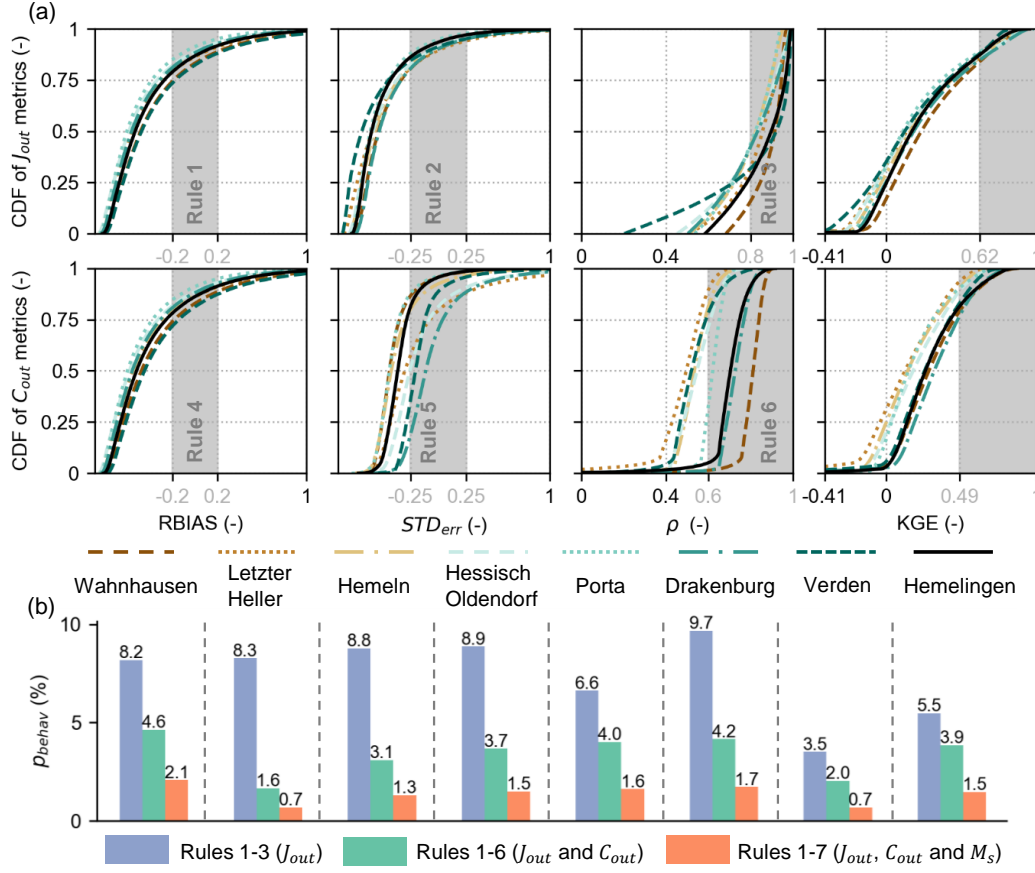 (a)
CDF of J_out metrics (-)
1
0.75
0.5
0.25
0
Rule 1
Rule 2
Rule 3
-0.2 0.2 1
-0.25 0.25 1
0 0.4 0.8 1
-0.41 0 0.62 1
CDF of C_out metrics (-)
1
0.75
0.5
0.25
0
Rule 4
Rule 5
Rule 6
-0.2 0.2 1
-0.25 0.25 1
0 0.4 0.6 1
-0.41 0 0.49 1
RBIAS (-)
STD_err (-)
ρ (-)
KGE (-)
Wahnhausen
Letzter
Heller
Hemeln
Hessisch
Oldendorf
Porta
Drakenburg
Verden
Hemelingen
(b)
p_behav (%)
10
5
0
8.2 4.6 2.1
8.3 1.6 0.7
8.8 3.1 1.3
8.9 3.7 1.5
6.6 4.0 1.6
9.7 4.2 1.7
3.5 2.0 0.7
5.5 3.9 1.5
Rules 1-3 (J_out)
Rules 1-6 (J_out and C_out)
Rules 1-7 (J_out, C_out and M_s)